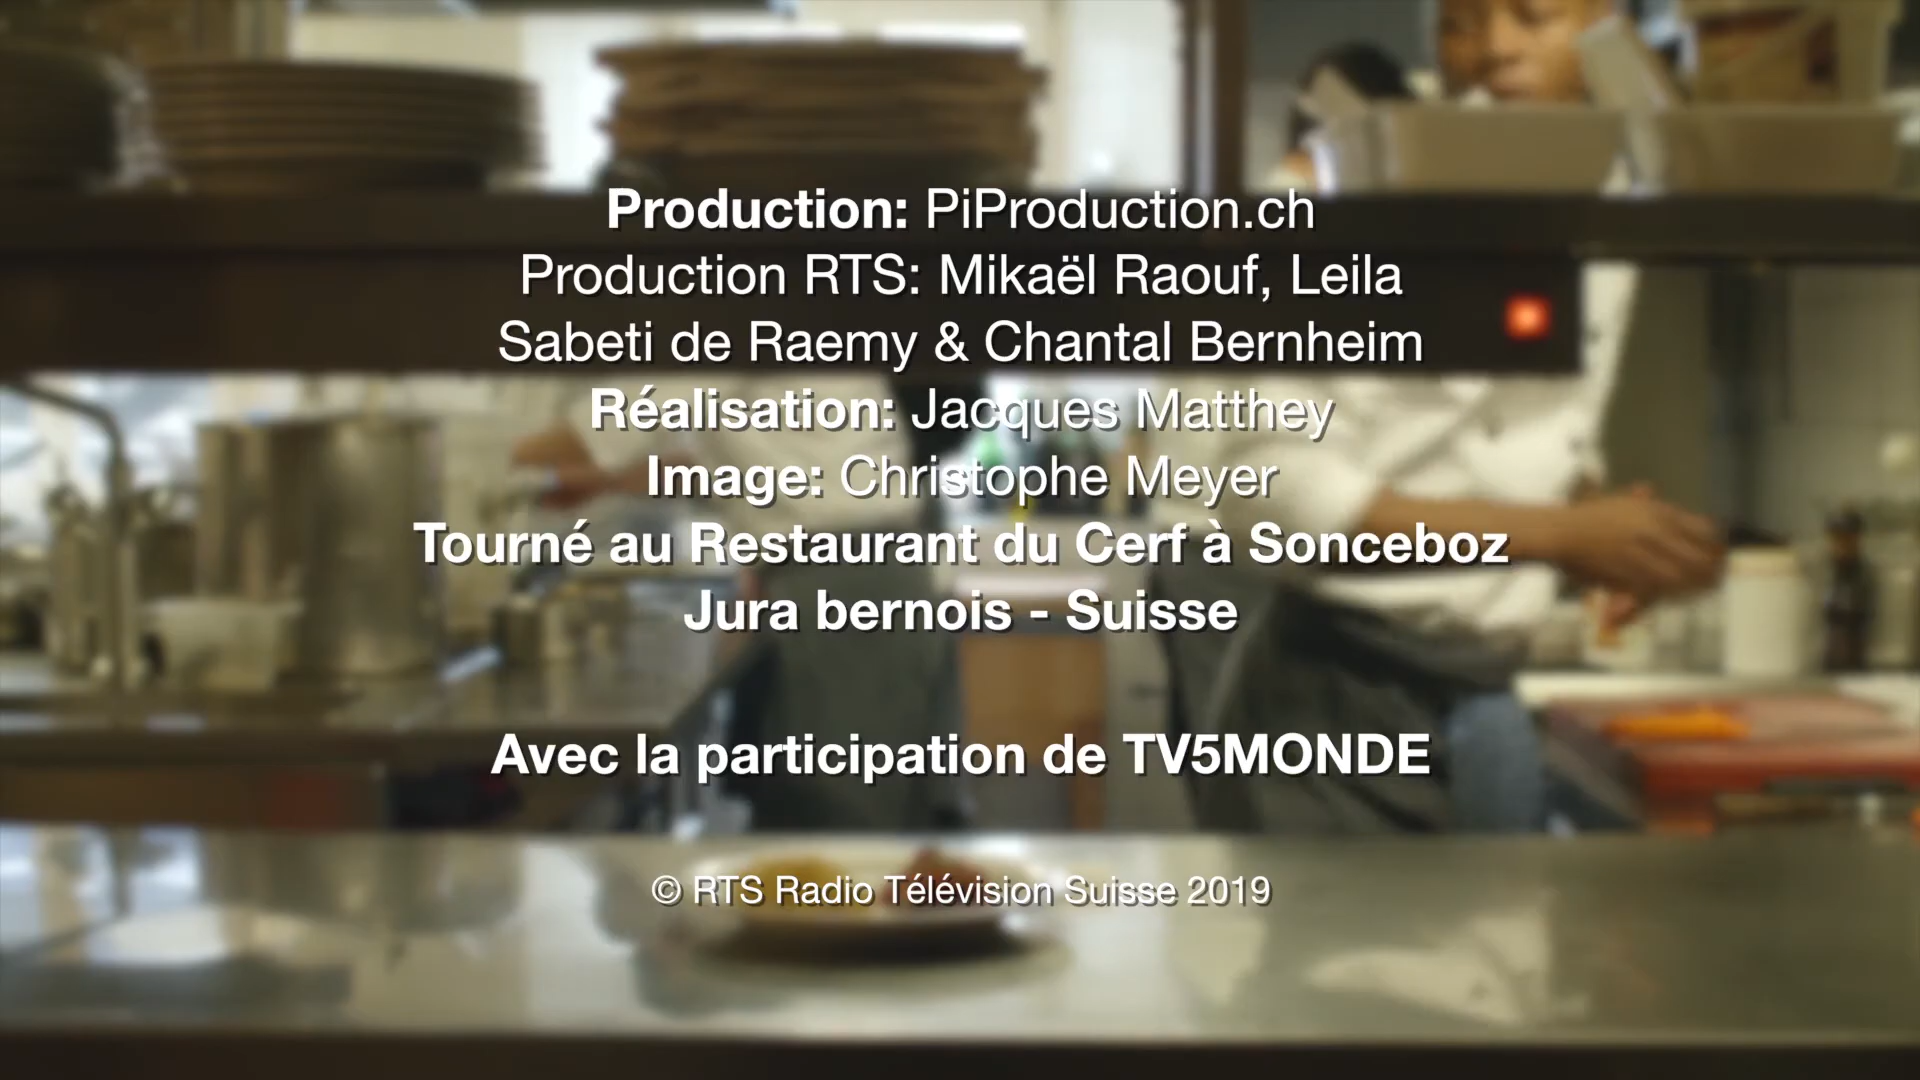 Production: PiProduction.ch
Production RTS: Mikaël Raouf, Leila
Sabeti de Raemy & Chantal Bernheim
Réalisation: Jacques Matthey
Image: Christophe Meyer
Tourné au Restaurant du Cerf à Sonceboz
Jura bernois - Suisse
Avec la participation de TV5MONDE
© RTS Radio Télévision Suisse 2019